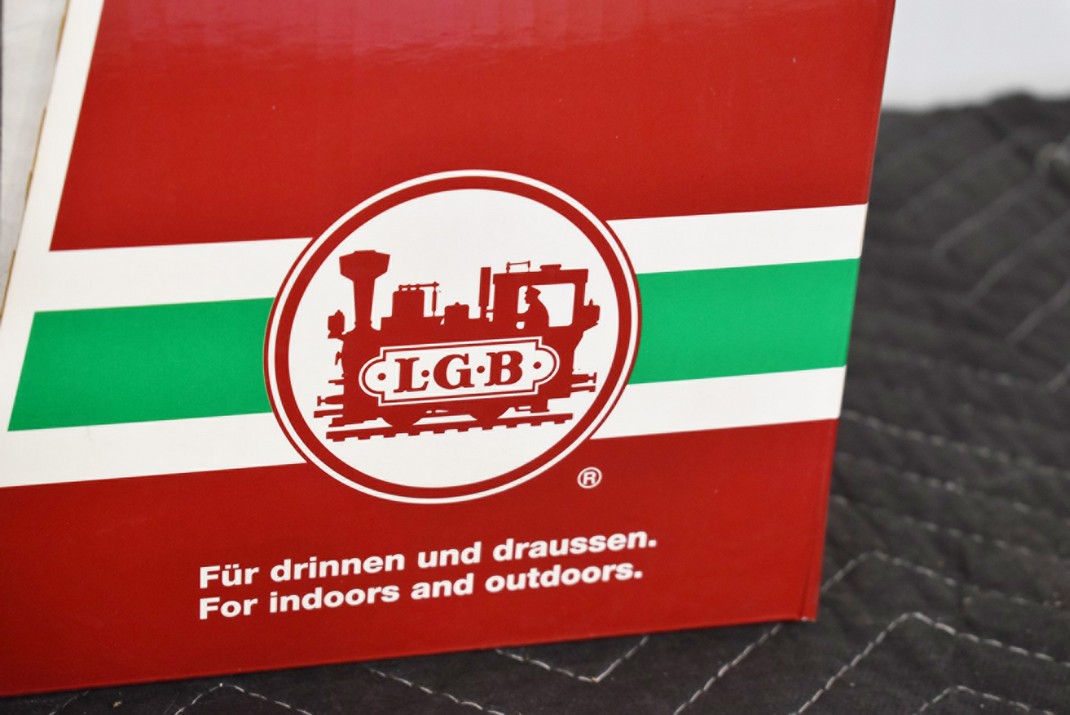 L·G·B
®
Für drinnen und draussen.
For indoors and outdoors.